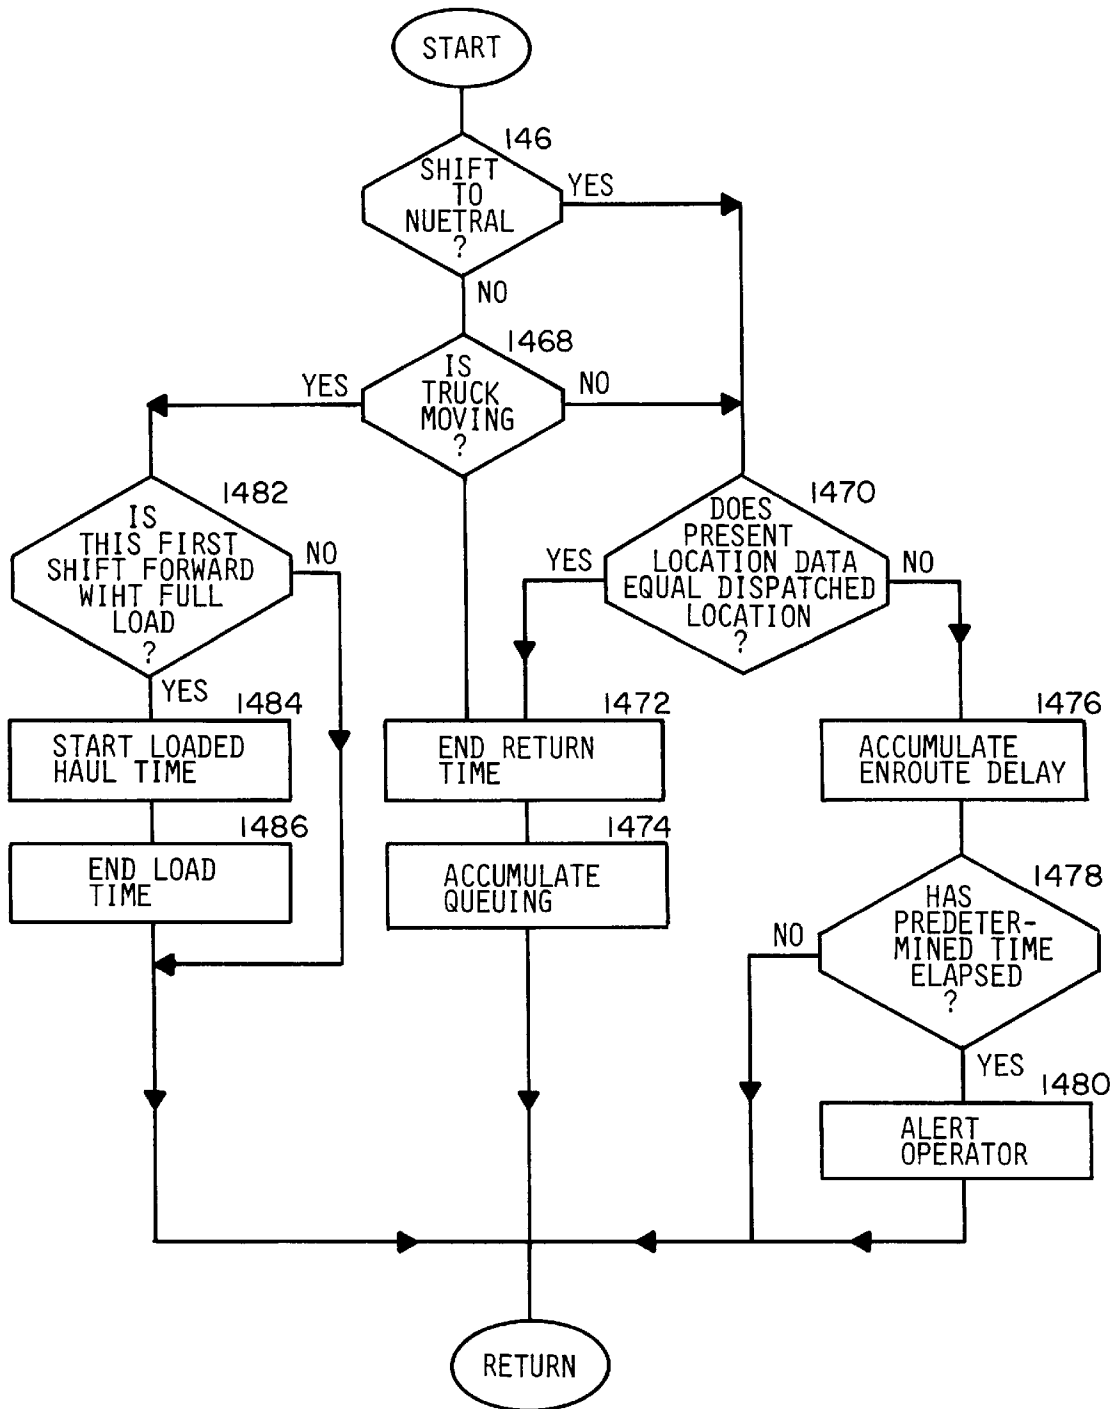 START
146
SHIFT
TO
NUETRAL
?
YES
NO
1468
IS
TRUCK
MOVING
?
YES
NO
1482
IS
THIS FIRST
SHIFT FORWARD
WIHT FULL
LOAD
?
NO
YES
1470
DOES
PRESENT
LOCATION DATA
EQUAL DISPATCHED
LOCATION
?
YES
NO
1484
START LOADED
HAUL TIME
1472
END RETURN
TIME
1476
ACCUMULATE
ENROUTE DELAY
1486
END LOAD
TIME
1474
ACCUMULATE
QUEUING
1478
HAS
PREDETER-
MINED TIME
ELAPSED
?
NO
YES
1480
ALERT
OPERATOR
RETURN